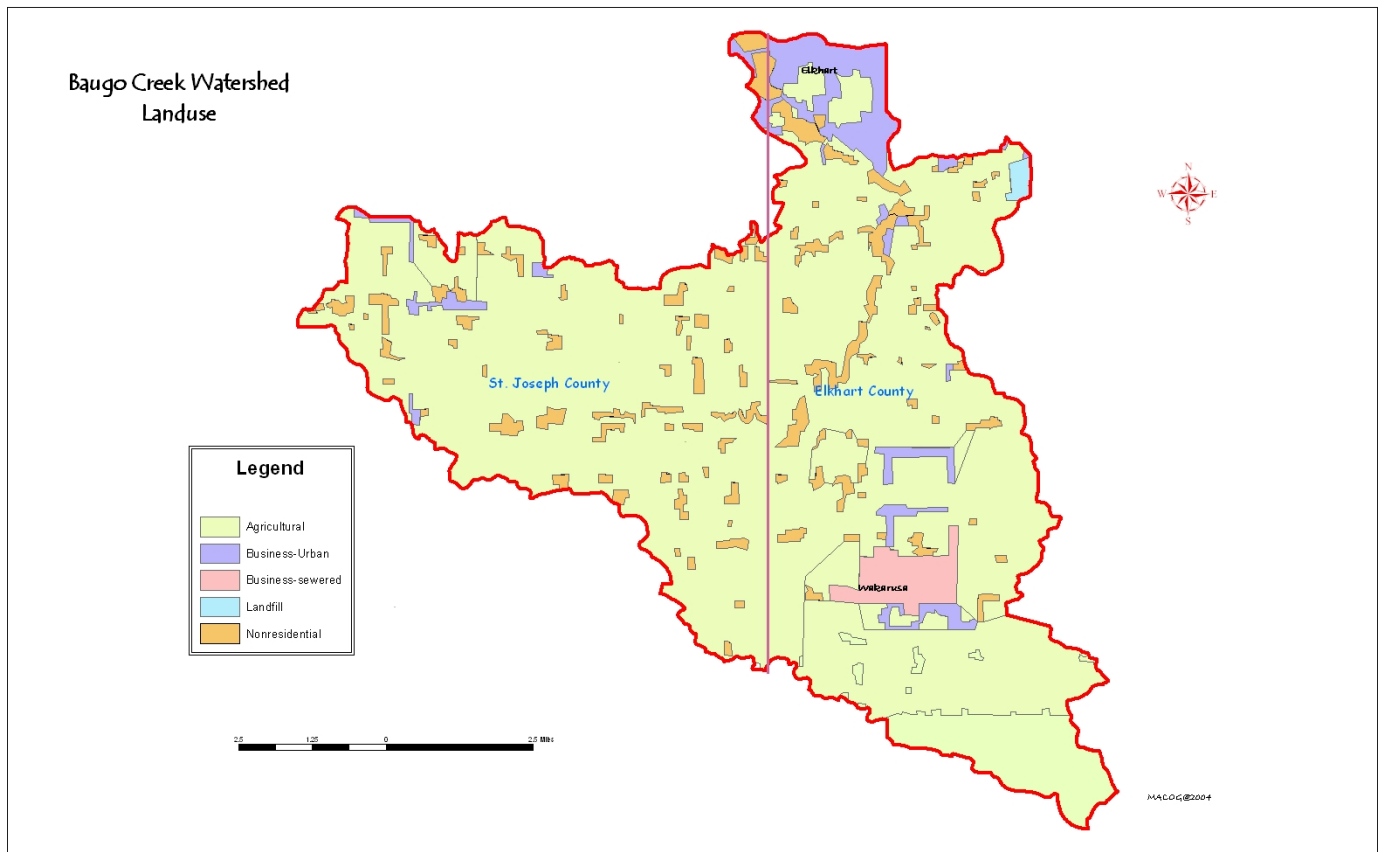 Baugo Creek Watershed
Landuse
Elkhart
N
W E
S
St. Joseph County
Elkhart County
Legend
Agricultural
Business-Urban
Business-sewered
Landfill
Nonresidential
Wakarusa
2.5 1.25 0 2.5 Miles
MACOG@2004